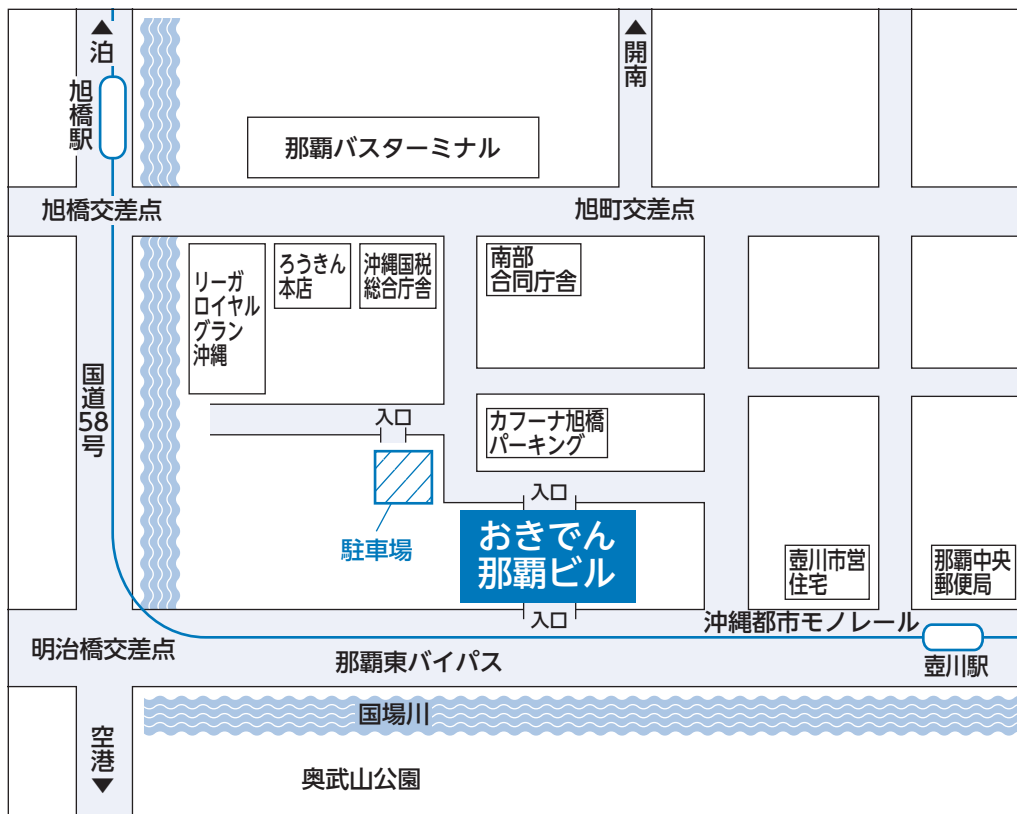 ▲
泊
旭橋駅
▲
開南
那覇バスターミナル
旭橋交差点
旭町交差点
リーガ
ロイヤル
グラン
沖縄
ろうきん
本店
沖縄国税
総合庁舎
南部
合同庁舎
国道58号
入口
カフーナ旭橋
パーキング
駐車場
入口
おきでん
那覇ビル
入口
壺川市営
住宅
那覇中央
郵便局
沖縄都市モノレール
明治橋交差点
那覇東バイパス
壺川駅
国場川
空港
▼
奥武山公園